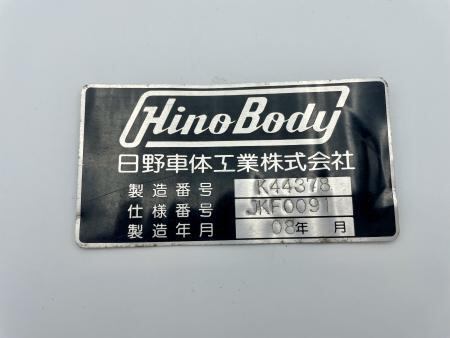 HinoBody
日野車体工業株式会社
製造番号 K44378
仕様番号 JKF0091
製造年月 08年 月